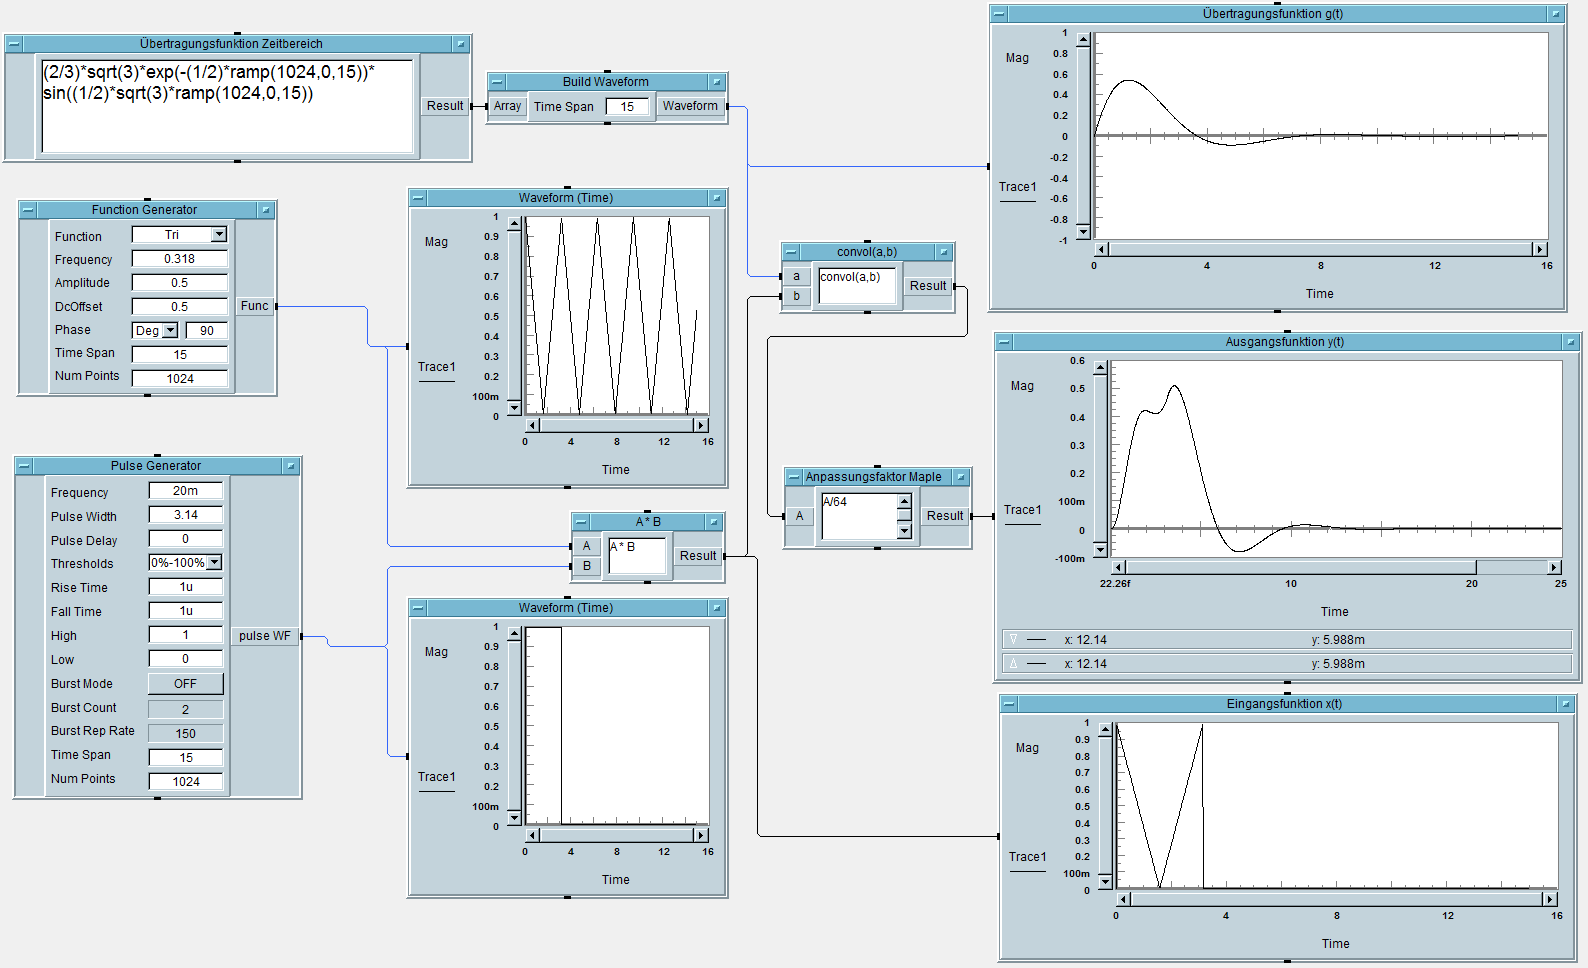 Übertragungsfunktion Zeitbereich
(2/3)*sqrt(3)*exp(-(1/2)*ramp(1024,0,15))*
sin((1/2)*sqrt(3)*ramp(1024,0,15))
Result
Build Waveform
Array
Time Span
15
Waveform
Übertragungsfunktion g(t)
Mag
Trace1
1
0.8
0.6
0.4
0.2
0
-0.2
-0.4
-0.6
-0.8
-1
0 4 8 12 16
Time
Function Generator
Function Tri
Frequency 0.318
Amplitude 0.5
DcOffset 0.5
Phase Deg 90
Time Span 15
Num Points 1024
Func
Waveform (Time)
Mag
Trace1
1
0.9
0.8
0.7
0.6
0.5
0.4
0.3
0.2
100m
0
0 4 8 12 16
Time
convol(a,b)
a
b
convol(a,b)
Result
Ausgangsfunktion y(t)
Mag
Trace1
0.6
0.5
0.4
0.3
0.2
100m
0
-100m
22.26f 10 20 25
Time
x: 12.14 y: 5.988m
x: 12.14 y: 5.988m
Pulse Generator
Frequency 20m
Pulse Width 3.14
Pulse Delay 0
Thresholds 0%-100%
Rise Time 1u
Fall Time 1u
High 1
Low 0
Burst Mode OFF
Burst Count 2
Burst Rep Rate 150
Time Span 15
Num Points 1024
pulse WF
A * B
A
B
A * B
Result
Anpassungsfaktor Maple
A
A/64
Result
Waveform (Time)
Mag
Trace1
1
0.9
0.8
0.7
0.6
0.5
0.4
0.3
0.2
100m
0
0 4 8 12 16
Time
Eingangsfunktion x(t)
Mag
Trace1
1
0.9
0.8
0.7
0.6
0.5
0.4
0.3
0.2
100m
0
0 4 8 12 16
Time